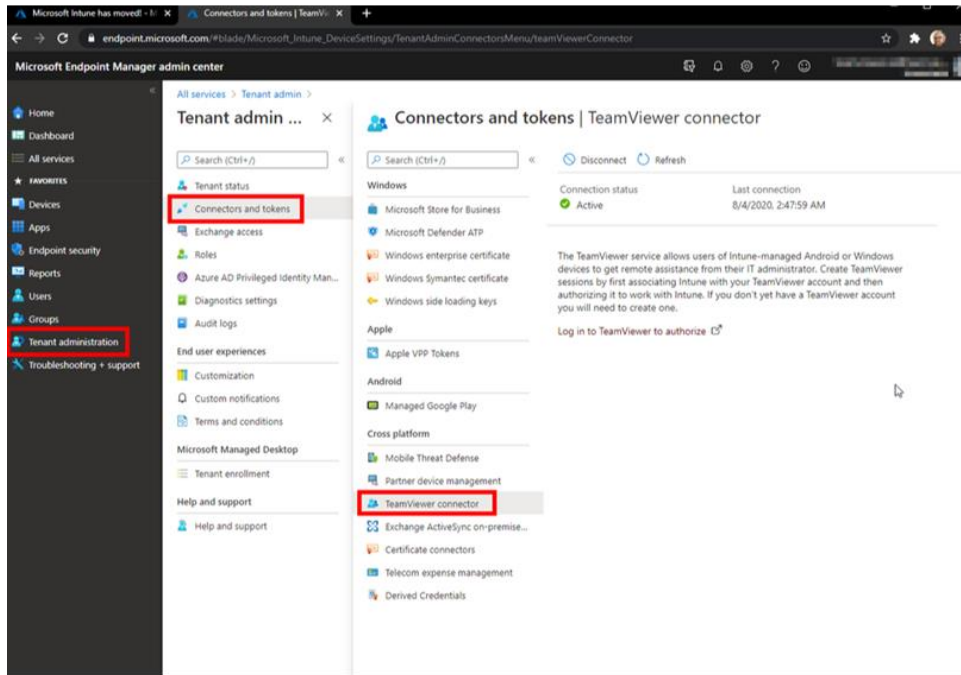 Microsoft Intune has moved! - M
Connectors and tokens | TeamVi
endpoint.microsoft.com/#blade/Microsoft_Intune_DeviceSettings/TenantAdminConnectorsMenu/teamViewerConnector
Microsoft Endpoint Manager admin center
Home
Dashboard
All services
FAVORITES
Devices
Apps
Endpoint security
Reports
Users
Groups
Tenant administration
Troubleshooting + support
All services > Tenant admin >
Tenant admin ...
Search (Ctrl+/)
Tenant status
Connectors and tokens
Exchange access
Roles
Azure AD Privileged Identity Man...
Diagnostics settings
Audit logs
End user experiences
Customization
Custom notifications
Terms and conditions
Microsoft Managed Desktop
Tenant enrollment
Help and support
Help and support
Connectors and tokens | TeamViewer connector
Search (Ctrl+/)
Windows
Microsoft Store for Business
Microsoft Defender ATP
Windows enterprise certificate
Windows Symantec certificate
Windows side loading keys
Apple
Apple VPP Tokens
Android
Managed Google Play
Cross platform
Mobile Threat Defense
Partner device management
TeamViewer connector
Exchange ActiveSync on-premise...
Certificate connectors
Telecom expense management
Derived Credentials
Disconnect
Refresh
Connection status
Active
Last connection
8/4/2020, 2:47:59 AM
The TeamViewer service allows users of Intune-managed Android or Windows
devices to get remote assistance from their IT administrator. Create TeamViewer
sessions by first associating Intune with your TeamViewer account and then
authorizing it to work with Intune. If you don't yet have a TeamViewer account
you will need to create one.
Log in to TeamViewer to authorize